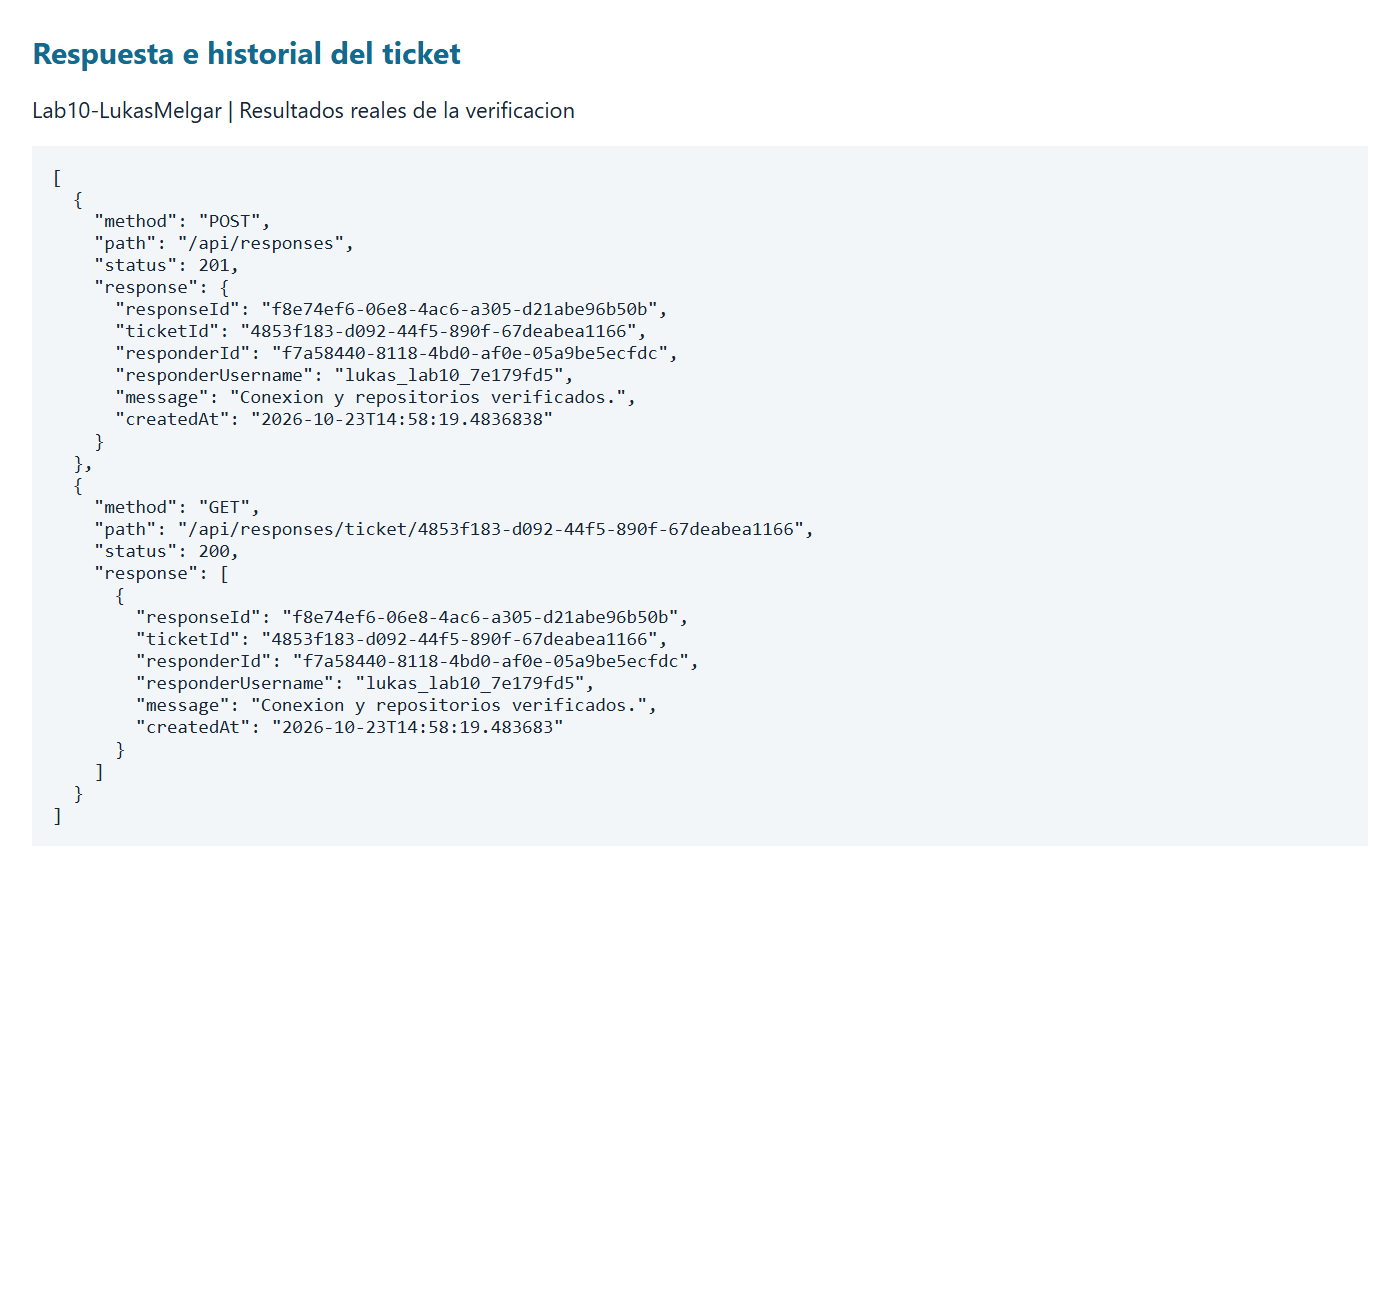 Respuesta e historial del ticket
Lab10-LukasMelgar | Resultados reales de la verificacion
[
  {
    "method": "POST",
    "path": "/api/responses",
    "status": 201,
    "response": {
      "responseId": "f8e74ef6-06e8-4ac6-a305-d21abe96b50b",
      "ticketId": "4853f183-d092-44f5-890f-67deabea1166",
      "responderId": "f7a58440-8118-4bd0-af0e-05a9be5ecfdc",
      "responderUsername": "lukas_lab10_7e179fd5",
      "message": "Conexion y repositorios verificados.",
      "createdAt": "2026-10-23T14:58:19.4836838"
    }
  },
  {
    "method": "GET",
    "path": "/api/responses/ticket/4853f183-d092-44f5-890f-67deabea1166",
    "status": 200,
    "response": [
      {
        "responseId": "f8e74ef6-06e8-4ac6-a305-d21abe96b50b",
        "ticketId": "4853f183-d092-44f5-890f-67deabea1166",
        "responderId": "f7a58440-8118-4bd0-af0e-05a9be5ecfdc",
        "responderUsername": "lukas_lab10_7e179fd5",
        "message": "Conexion y repositorios verificados.",
        "createdAt": "2026-10-23T14:58:19.483683"
      }
    ]
  }
]